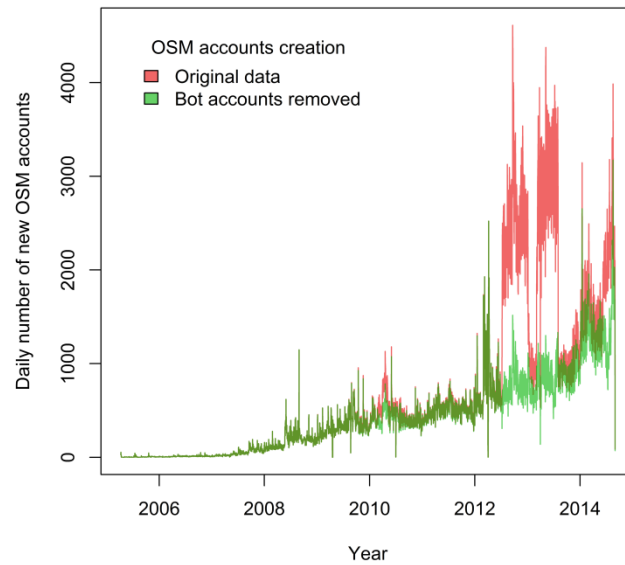 OSM accounts creation
Original data
Bot accounts removed
Daily number of new OSM accounts
4000
3000
2000
1000
0
2006 2008 2010 2012 2014
Year